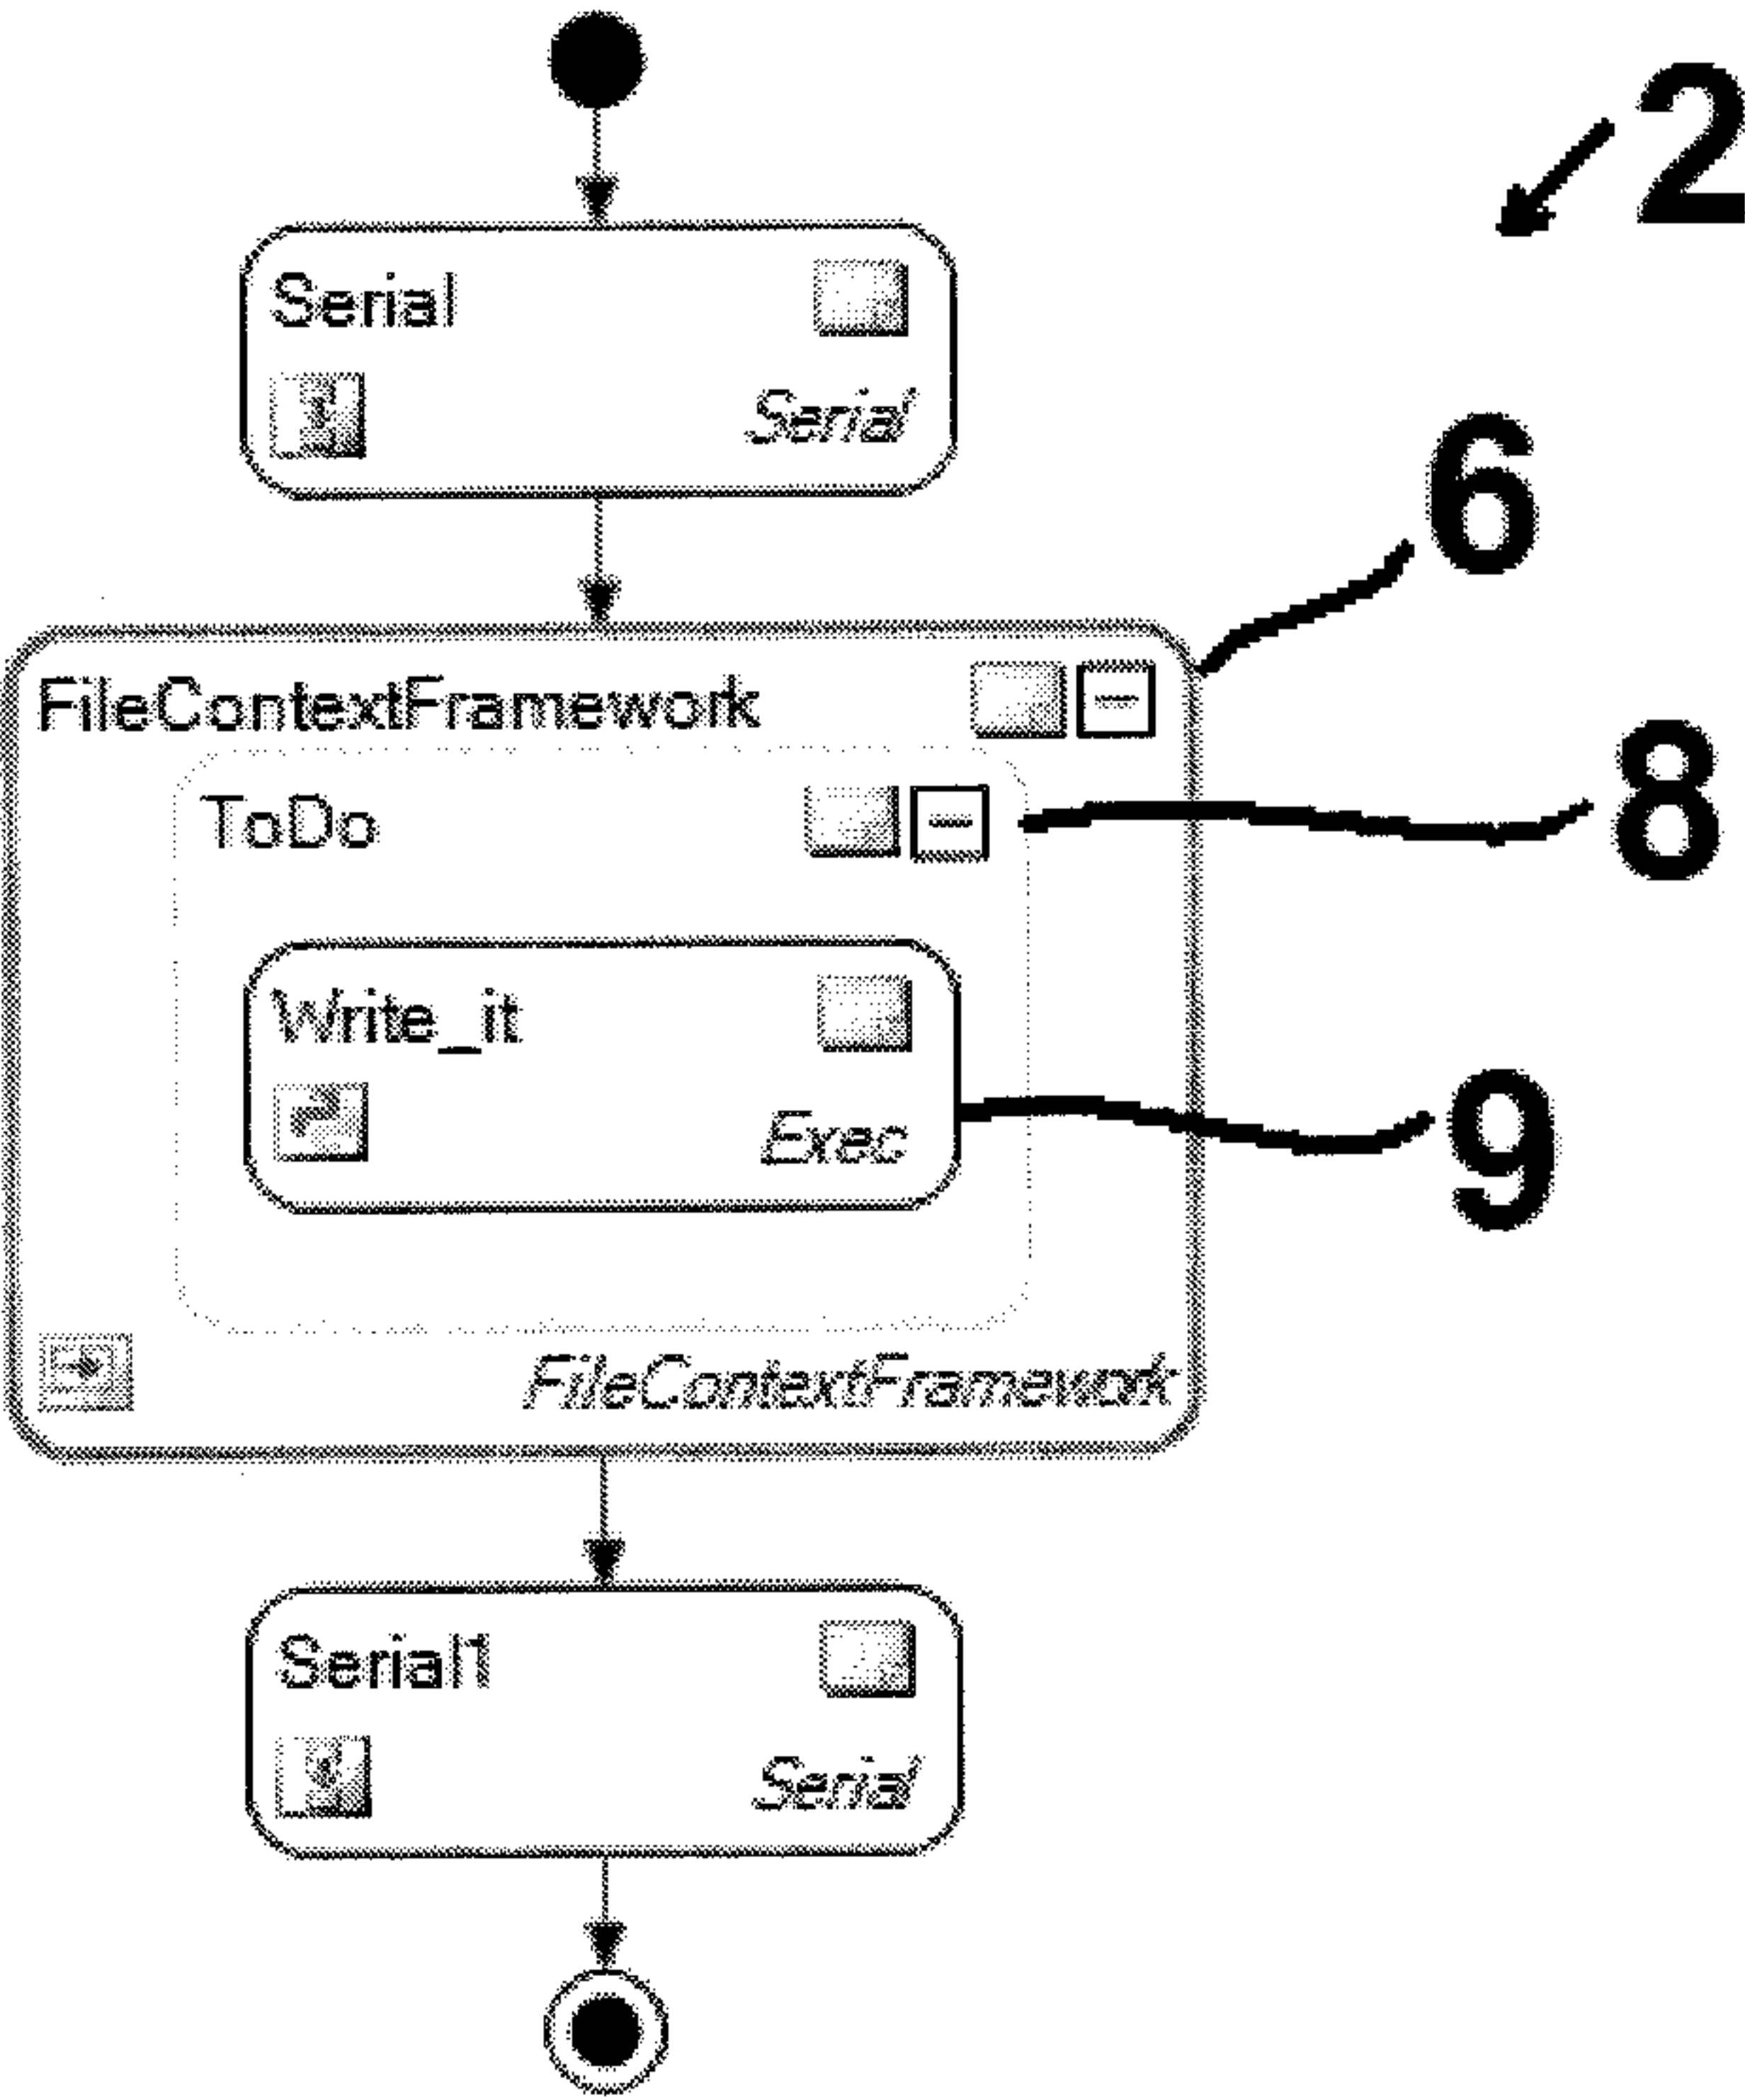 2
Serial
Serial
6
FileContextFramework
8
ToDo
Write_it
Exec
9
FileContextFramework
Serial1
Serial